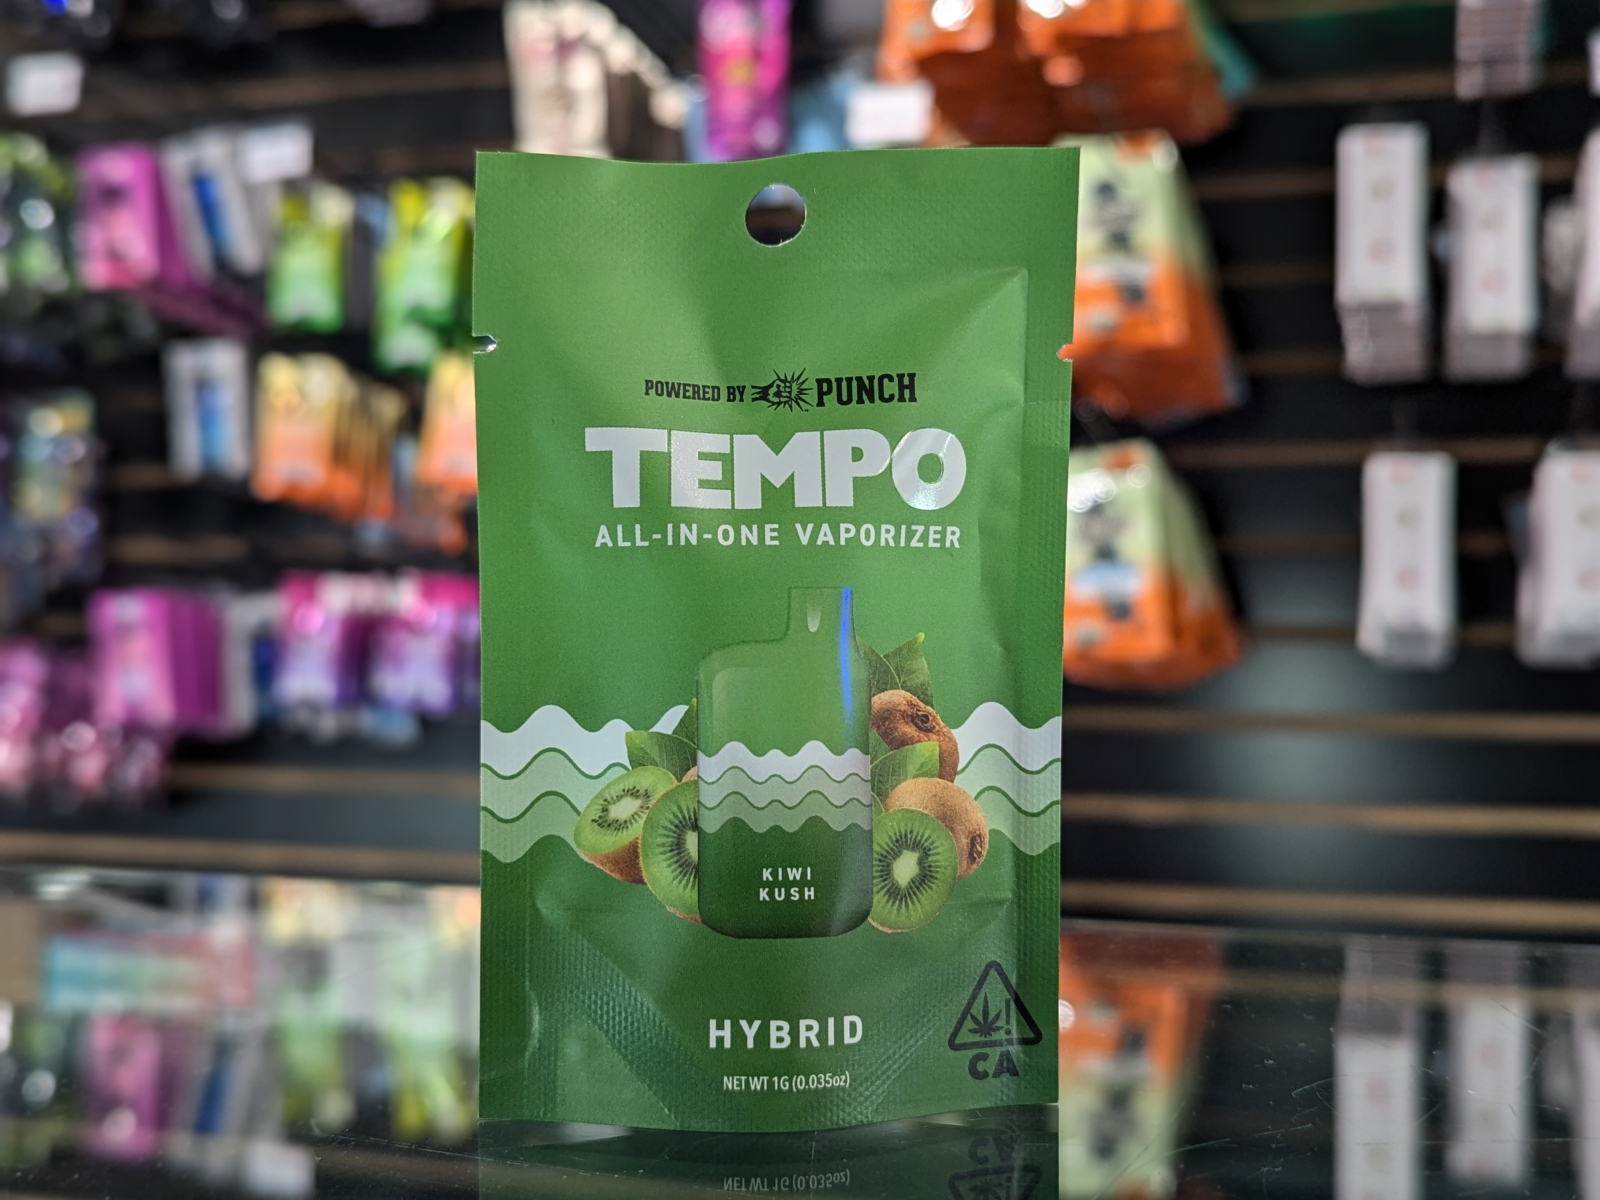 POWERED BY PUNCH
TEMPO
ALL-IN-ONE VAPORIZER
KIWI
KUSH
HYBRID
CA
NET WT 1G (0.035oz)